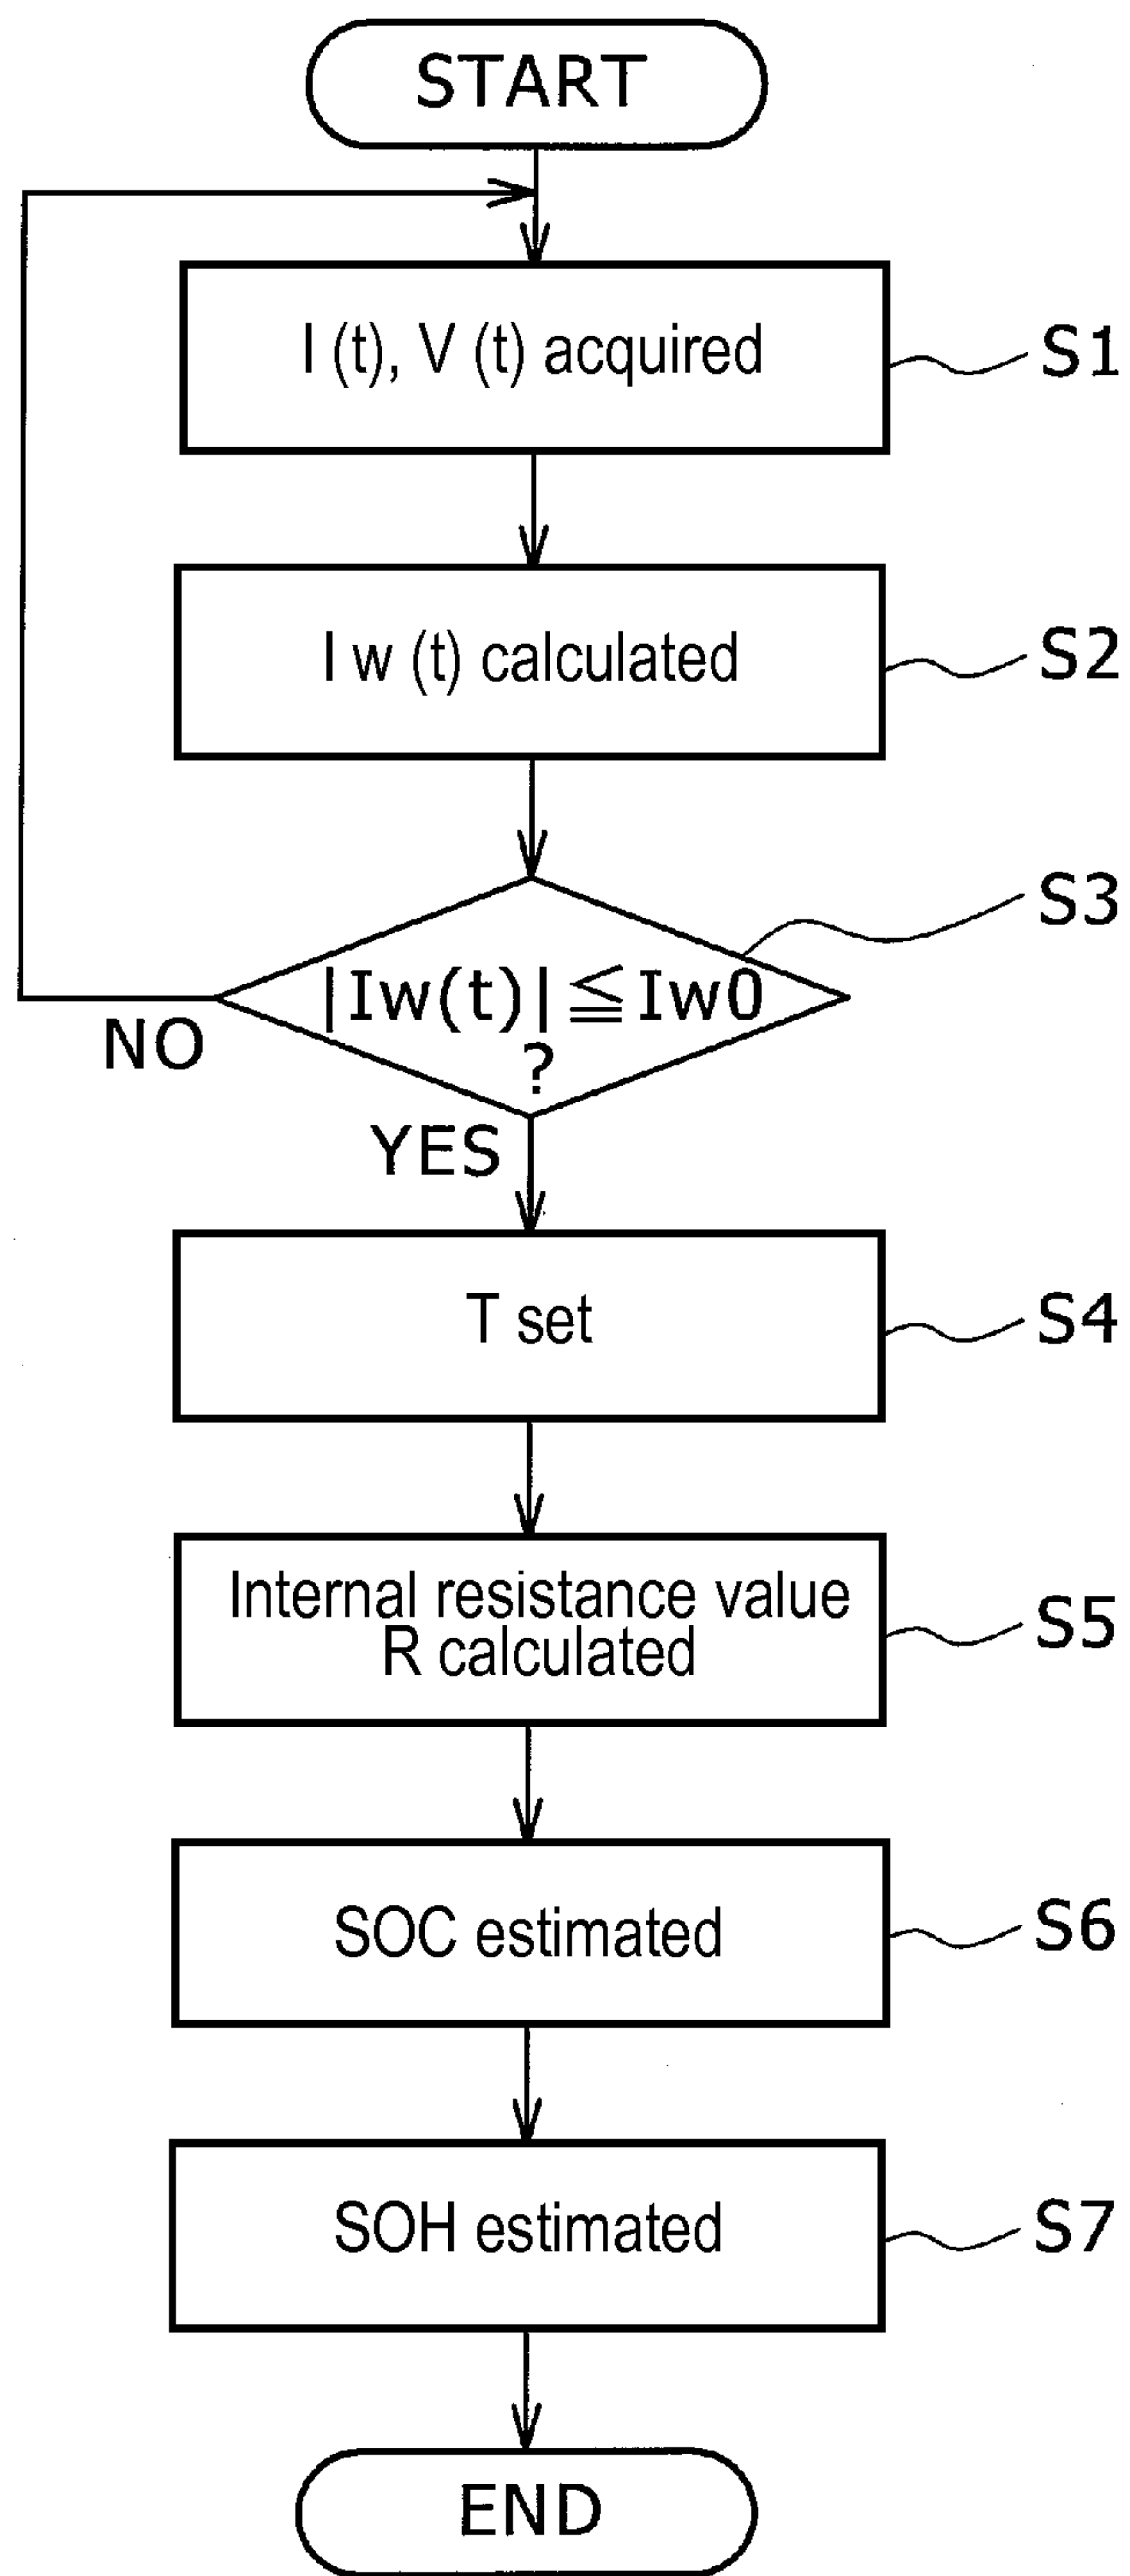 START
I (t), V (t) acquired
S1
I w (t) calculated
S2
S3
|Iw(t)|≦Iw0
?
NO
YES
T set
S4
Internal resistance value
R calculated
S5
SOC estimated
S6
SOH estimated
S7
END